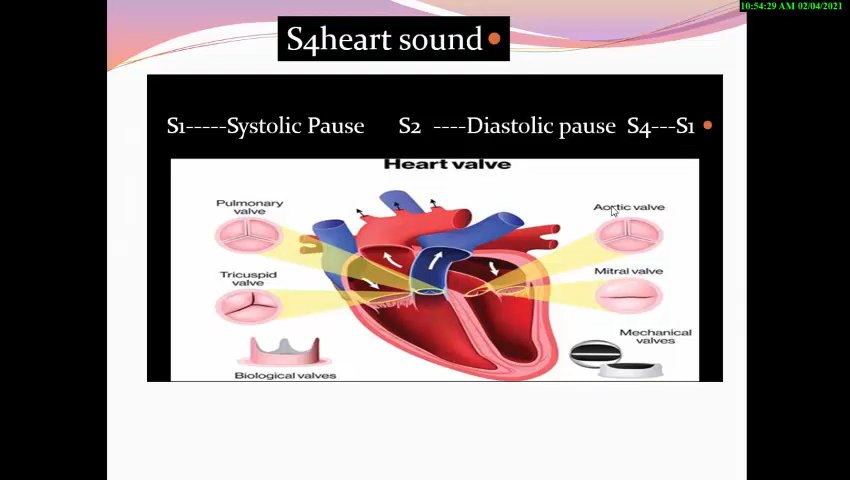 10:54:29 AM 02/04/2021
S4heart sound
S1-----Systolic Pause S2 ----Diastolic pause S4---S1
Heart valve
Pulmonary
valve
Aortic valve
Tricuspid
valve
Mitral valve
Mechanical
valves
Biological valves